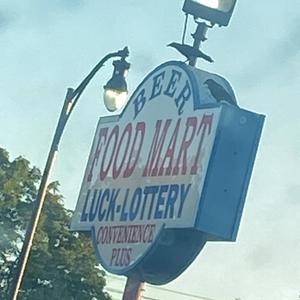 BEER
FOOD MART
LUCK-LOTTERY
CONVENIENCE
PLUS